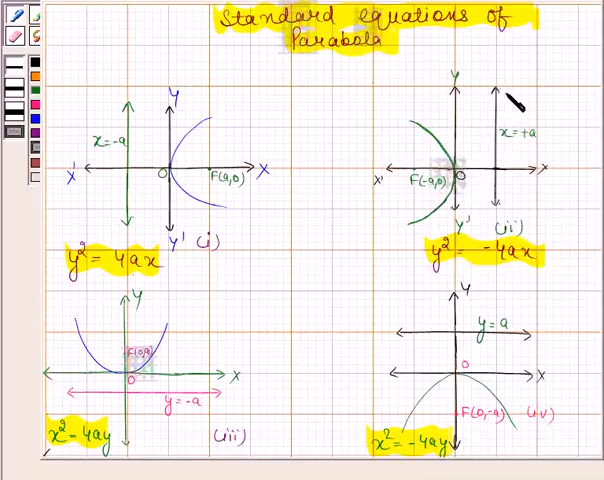 Standard equations of
Parabola
Y
x=-a
X'
O
F(a,0)
X
Y'
(i)
y² = 4ax
Y
x=+a
X'
F(-a,0)
O
X
Y'
(ii)
y² = -4ax
Y
F(0,a)
O
X
y=-a
x²=4ay
(iii)
Y
y=a
O
X
F(0,-a)
(iv)
x²=-4ay